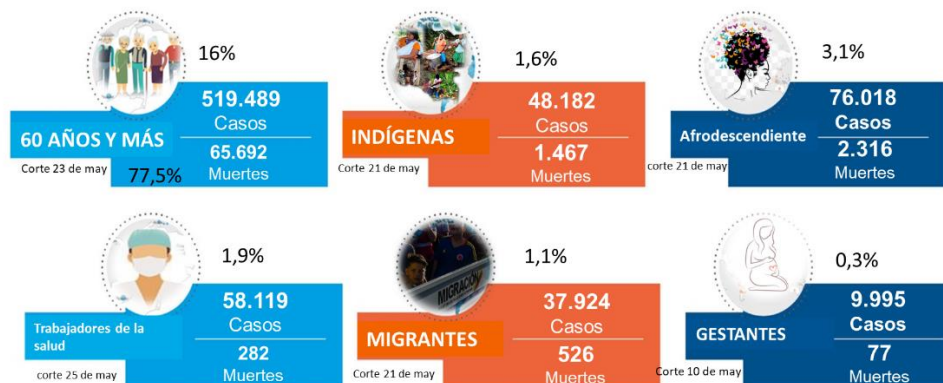 16%
519.489
Casos
60 AÑOS Y MÁS
65.692
Muertes
Corte 23 de may
77,5%
1,6%
48.182
Casos
INDÍGENAS
1.467
Muertes
Corte 21 de may
3,1%
76.018
Casos
Afrodescendiente
2.316
Muertes
corte 21 de may
1,9%
58.119
Casos
Trabajadores de la
salud
282
Muertes
corte 25 de may
1,1%
MIGRACIÓN
37.924
Casos
MIGRANTES
526
Muertes
Corte 21 de may
0,3%
9.995
Casos
GESTANTES
77
Muertes
Corte 10 de may